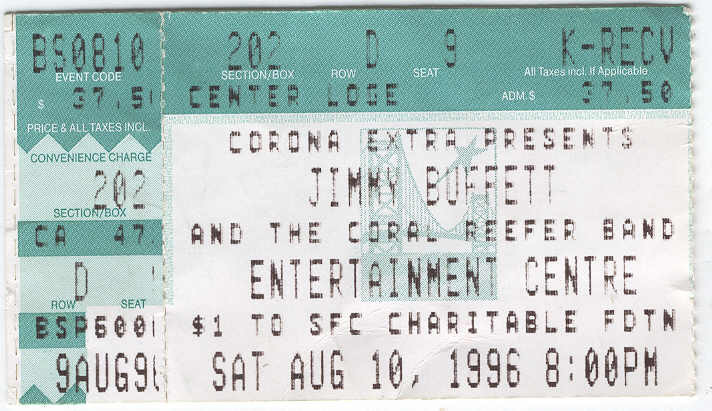 BS0810
EVENT CODE
$ 37.5
PRICE & ALL TAXES INCL.
CONVENIENCE CHARGE
202
SECTION/BOX
CA 47.
D
ROW SEAT
BSP600
9AUG9
202 D 9 K-RECV
SECTION/BOX ROW SEAT All Taxes incl. If Applicable
CENTER LOGE ADM.$ 37.50
CORONA EXTRA PRESENTS
JIMMY BUFFETT
AND THE CORAL REEFER BAND
ENTERTAINMENT CENTRE
$1 TO SFC CHARITABLE FDTN
SAT AUG 10, 1996 8:00PM